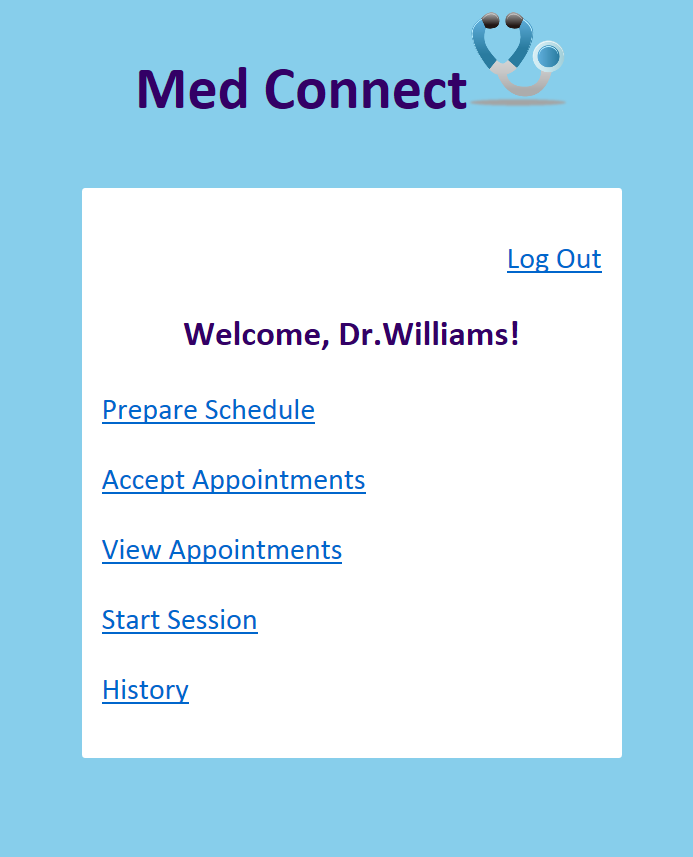 Med Connect
Log Out
Welcome, Dr.Williams!
Prepare Schedule
Accept Appointments
View Appointments
Start Session
History